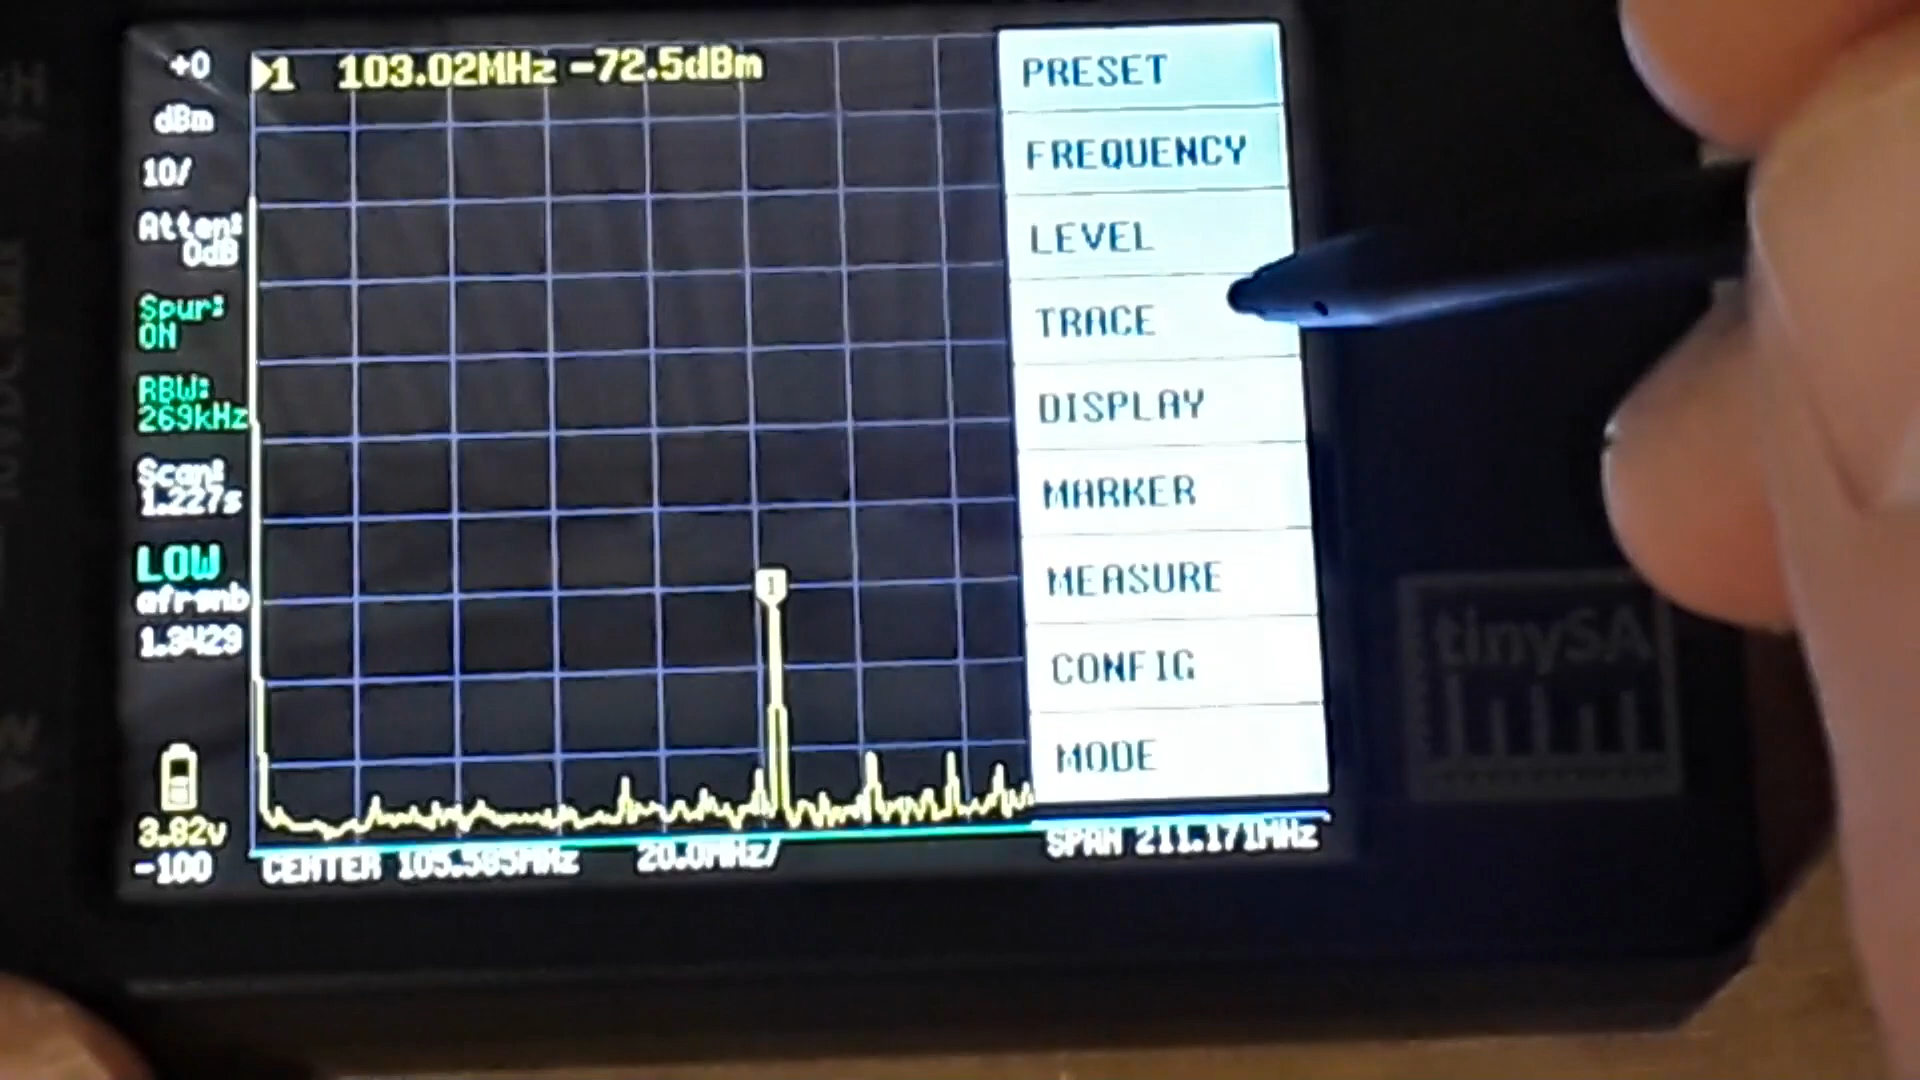 +0
1 103.02MHz -72.5dBm
dBm
10/
Atten:
0dB
Spur:
ON
RBW:
269kHz
Scan:
1.227s
LOW
3.82v
-100
CENTER 105.585MHz 20.0MHz/ SPAN 211.171MHz
1
PRESET
FREQUENCY
LEVEL
TRACE
DISPLAY
MARKER
MEASURE
CONFIG
MODE
tinySA